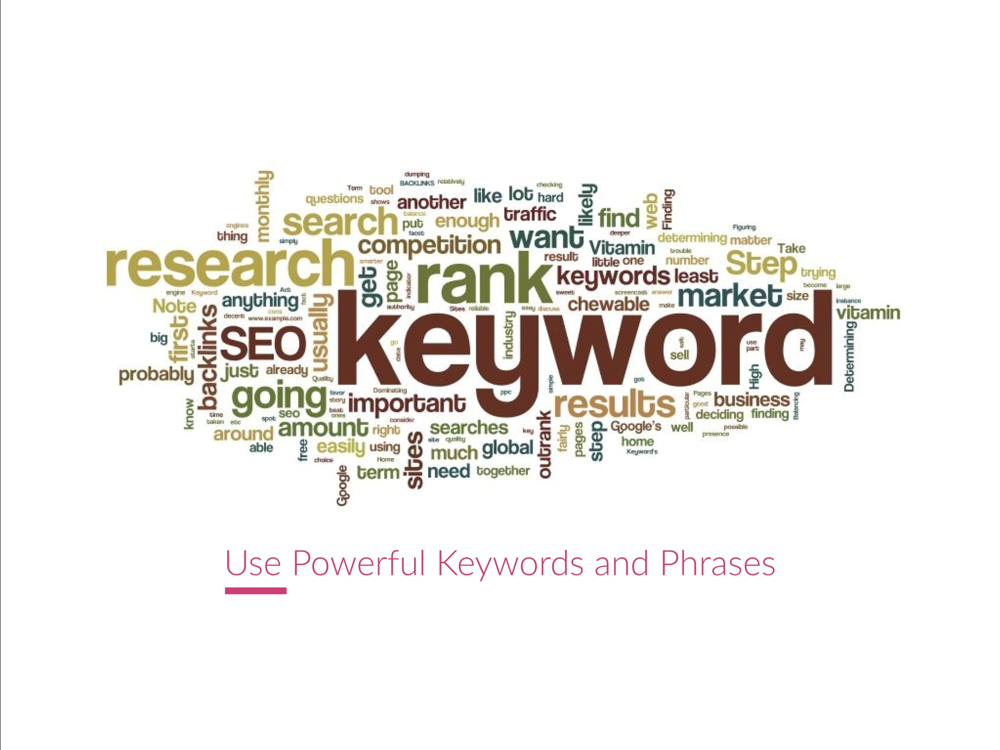 monthly
dumping
BACKLINKS relatively
Term tool
questions shows another like lot checking
hard
likely
web
Finding
engines
thing
simply
search
balance
put
facet
enough traffic
find
deeper
determining
Figuring
matter
Take
research
competition
want
Vitamin
trouble
number
Step
trying
smarter
get
page
indicator
authority
rank
result
little one
keywords least
become large
engine Keyword
Act
fact
Note
anything
cons
decent www.example.com
usually
Sites reliable
easy discuss
sweet
screencast answer
chewable make
market size
instance
vitamin
big
first
starts
backlinks
SEO
keyword
go
data
industry
salt
sell
use
part
may
Determining
probably
just already
Quality
simple
got
High
know
going
favor
story
beat
ones
Dominating
important
ppc
results
particular
Pages
good
business
deciding finding
Balancing
time
taken etc
spot seo
around amount right
consider
searches key
outrank
fairly
pages
step
Google's well
possible
presence
able
free
easily using
sites
site quality
much global
home
Keyword's
choice
Home
Google
term need together
Use Powerful Keywords and Phrases